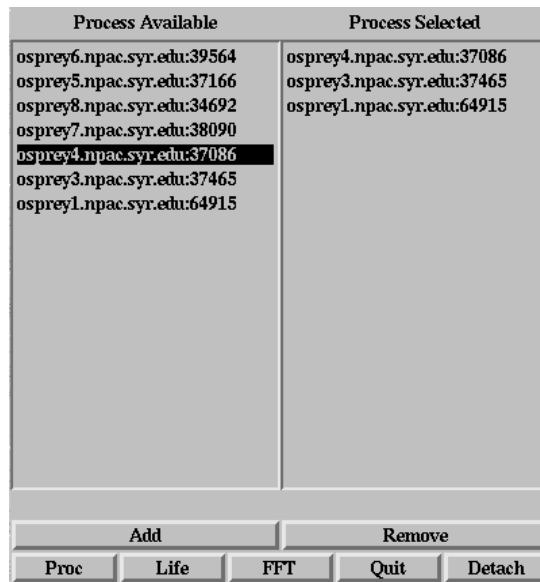 Process Available
Process Selected
osprey6.npac.syr.edu:39564
osprey5.npac.syr.edu:37166
osprey8.npac.syr.edu:34692
osprey7.npac.syr.edu:38090
osprey4.npac.syr.edu:37086
osprey3.npac.syr.edu:37465
osprey1.npac.syr.edu:64915
osprey4.npac.syr.edu:37086
osprey3.npac.syr.edu:37465
osprey1.npac.syr.edu:64915
Add
Remove
Proc
Life
FFT
Quit
Detach